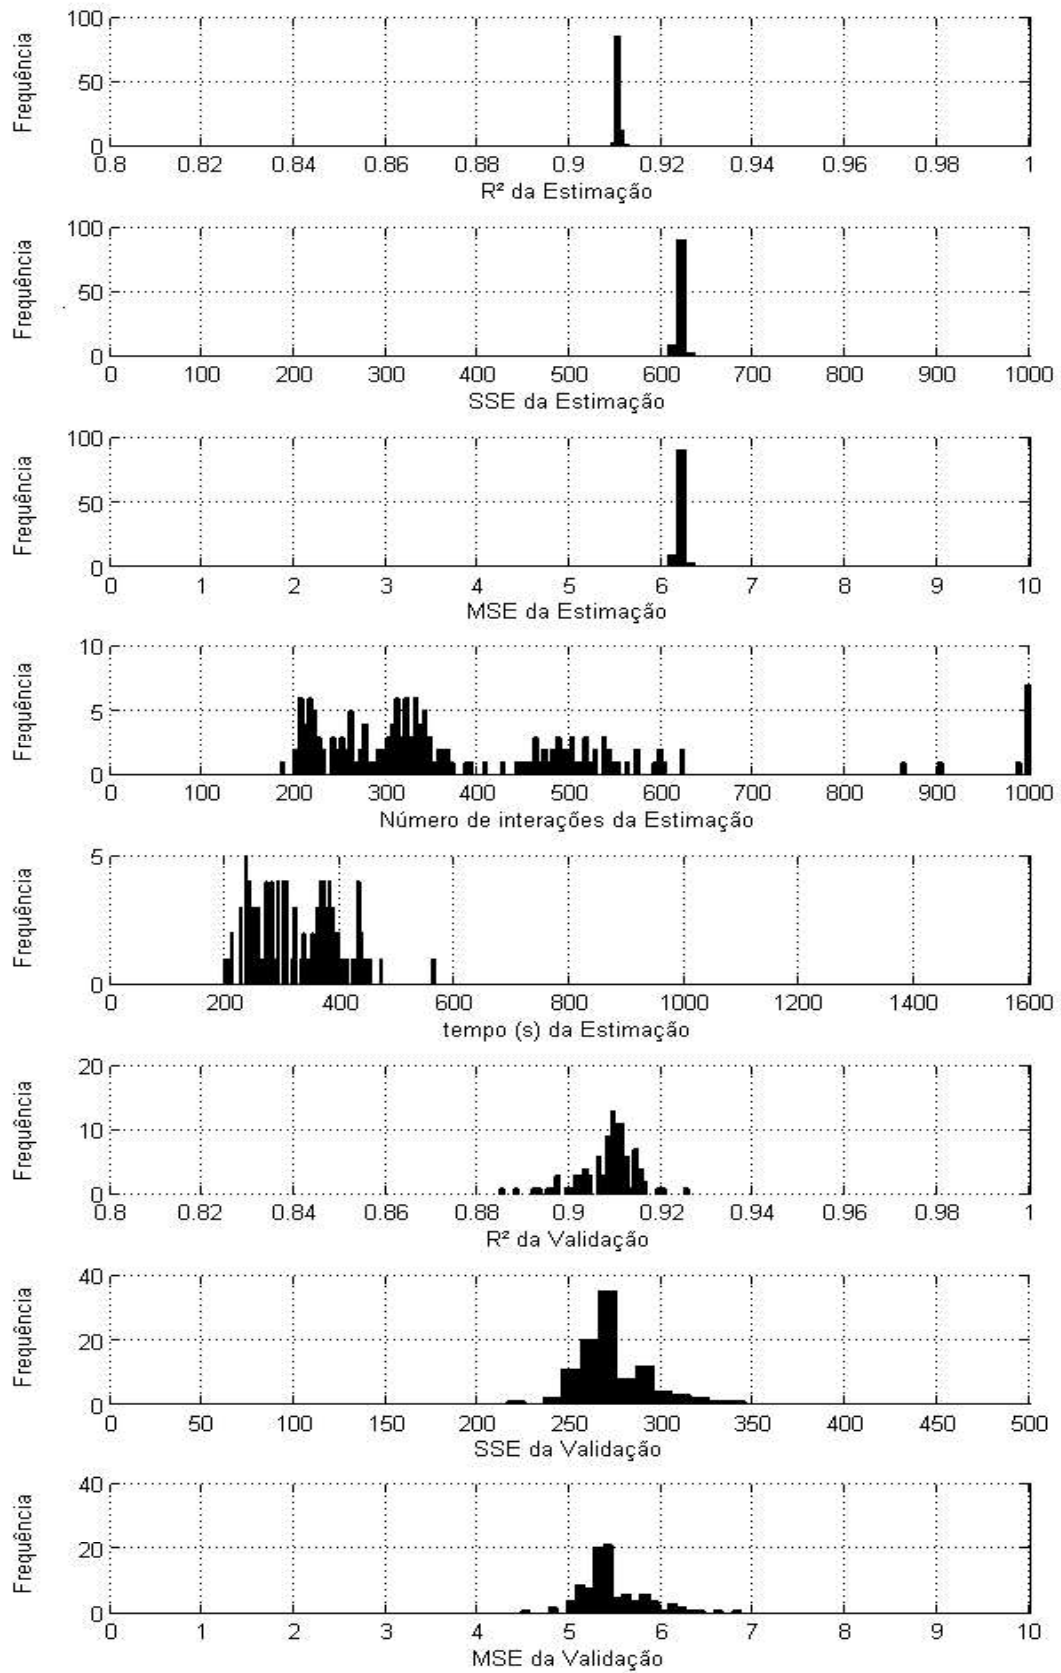 Frequência
100
50
0
0.8 0.82 0.84 0.86 0.88 0.9 0.92 0.94 0.96 0.98 1
R² da Estimação
Frequência
100
50
0
0 100 200 300 400 500 600 700 800 900 1000
SSE da Estimação
Frequência
100
50
0
0 1 2 3 4 5 6 7 8 9 10
MSE da Estimação
Frequência
10
5
0
0 100 200 300 400 500 600 700 800 900 1000
Número de interações da Estimação
Frequência
5
0
0 200 400 600 800 1000 1200 1400 1600
tempo (s) da Estimação
Frequência
20
10
0
0.8 0.82 0.84 0.86 0.88 0.9 0.92 0.94 0.96 0.98 1
R² da Validação
Frequência
40
20
0
0 50 100 150 200 250 300 350 400 450 500
SSE da Validação
Frequência
40
20
0
0 1 2 3 4 5 6 7 8 9 10
MSE da Validação